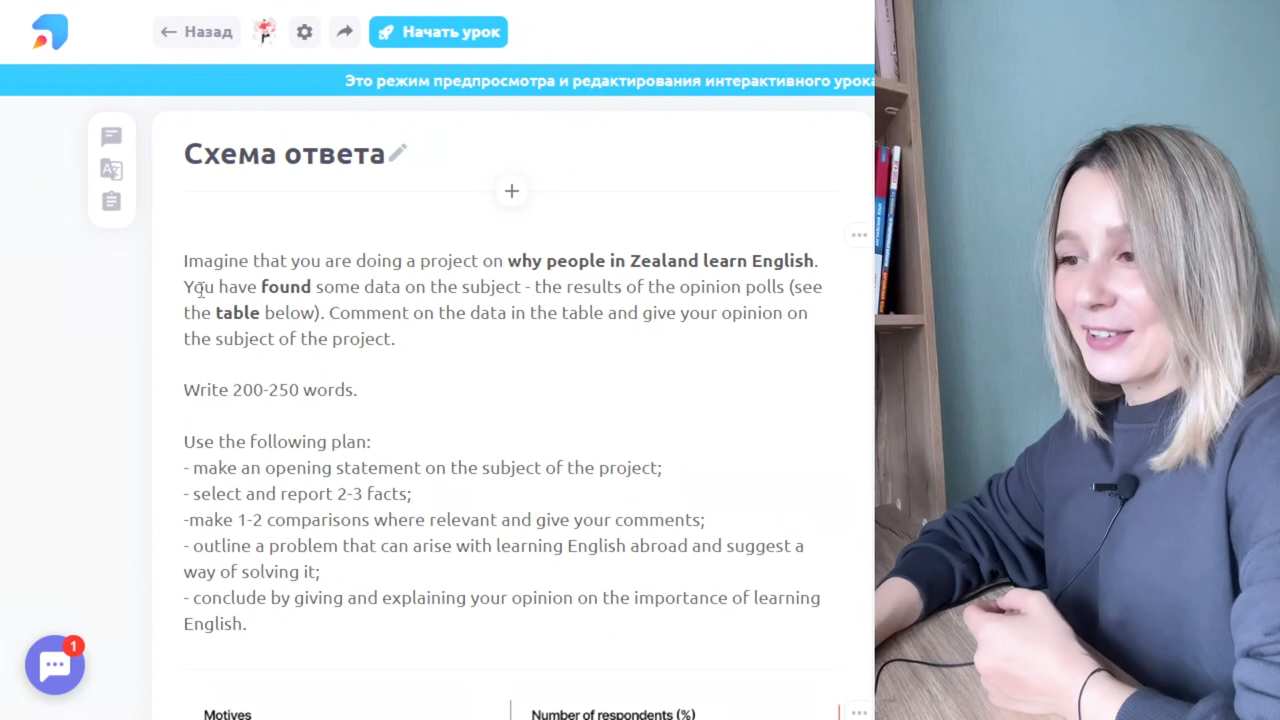 Назад
Начать урок
Это режим предпросмотра и редактирования интерактивного урока
Схема ответа
Imagine that you are doing a project on why people in Zealand learn English.
You have found some data on the subject - the results of the opinion polls (see
the table below). Comment on the data in the table and give your opinion on
the subject of the project.
Write 200-250 words.
Use the following plan:
- make an opening statement on the subject of the project;
- select and report 2-3 facts;
-make 1-2 comparisons where relevant and give your comments;
- outline a problem that can arise with learning English abroad and suggest a
way of solving it;
- conclude by giving and explaining your opinion on the importance of learning
English.
1
Motives
Number of respondents (%)